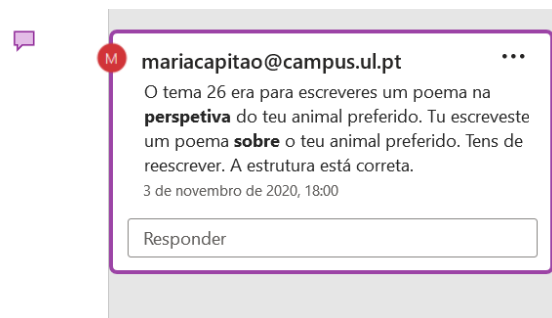 M
mariacapitao@campus.ul.pt
O tema 26 era para escreveres um poema na
perspetiva do teu animal preferido. Tu escreveste
um poema sobre o teu animal preferido. Tens de
reescrever. A estrutura está correta.
3 de novembro de 2020, 18:00
Responder